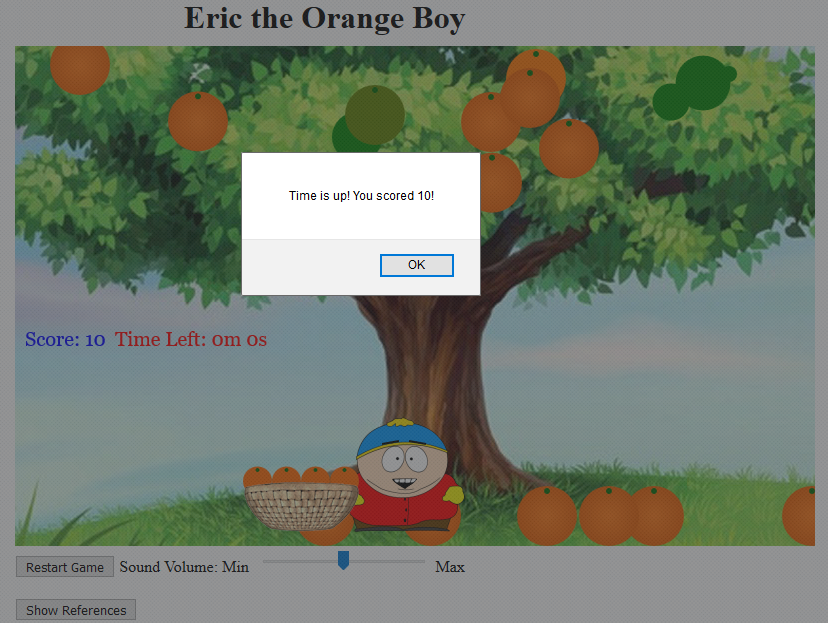 Eric the Orange Boy
Time is up! You scored 10!
OK
Score: 10 Time Left: 0m 0s
Restart Game Sound Volume: Min Max
Show References